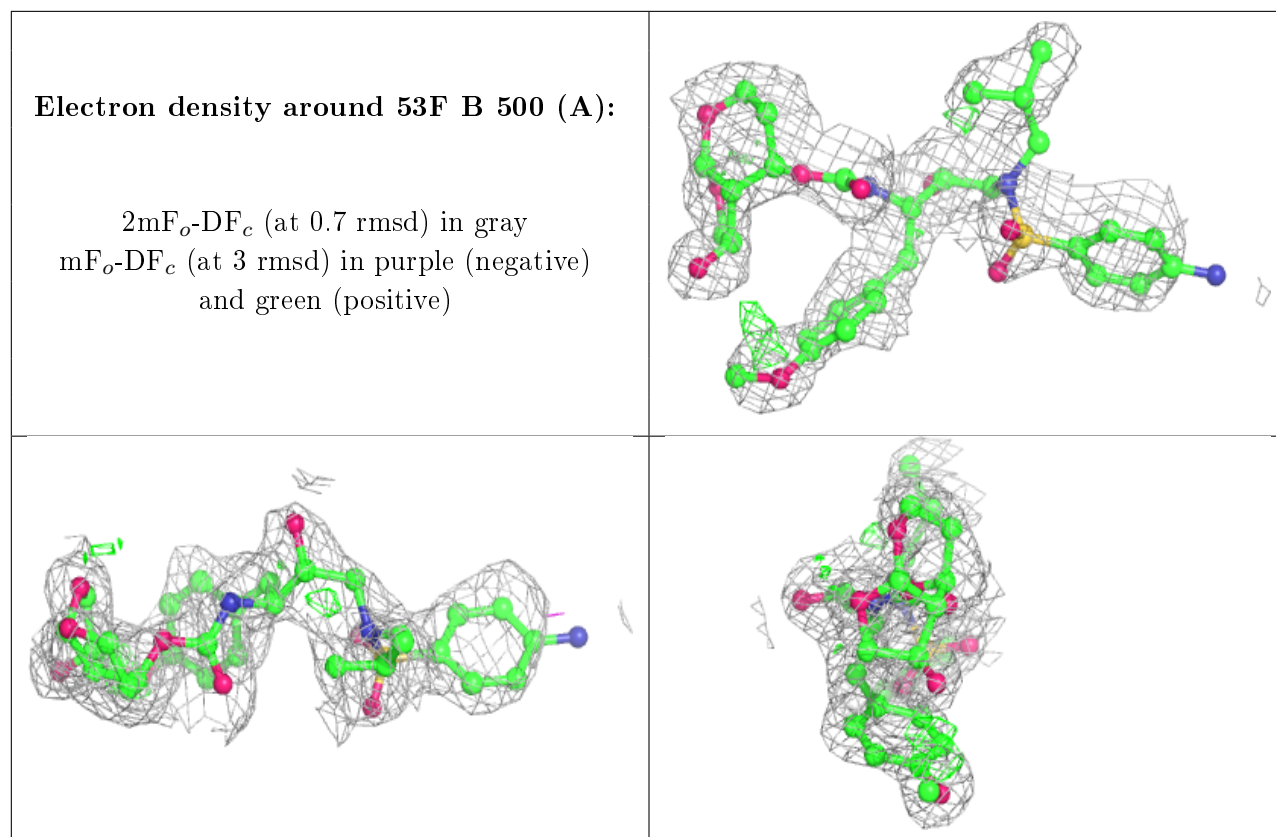 Electron density around 53F B 500 (A):
2mFo-DFc (at 0.7 rmsd) in gray
mFo-DFc (at 3 rmsd) in purple (negative)
and green (positive)